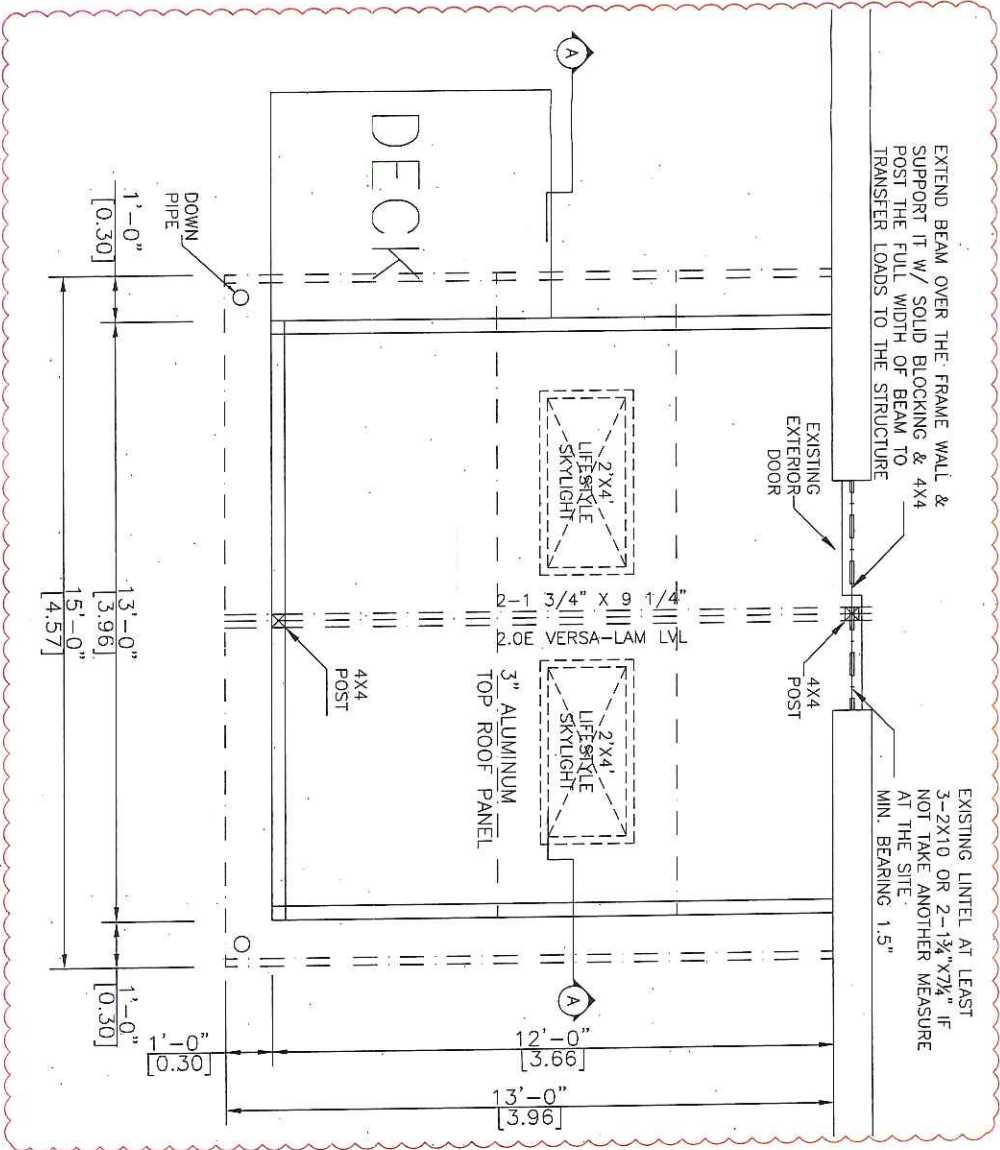 EXTEND BEAM OVER THE FRAME WALL &
SUPPORT IT W/ SOLID BLOCKING & 4X4
POST THE FULL WIDTH OF BEAM TO
TRANSFER LOADS TO THE STRUCTURE
EXISTING
EXTERIOR
DOOR
EXISTING LINTEL AT LEAST
3-2X10 OR 2-1¾"X7¼" IF
NOT TAKE ANOTHER MEASURE
AT THE SITE
MIN. BEARING 1.5"
4X4
POST
A
DECK
2'X4'
LIFESTYLE
SKYLIGHT
2-1 3/4" X 9 1/4"
2.0E VERSA-LAM LVL
2'X4'
LIFESTYLE
SKYLIGHT
3" ALUMINUM
TOP ROOF PANEL
A
4X4
POST
DOWN
PIPE
1'-0"
[0.30]
13'-0"
[3.96]
1'-0"
[0.30]
15'-0"
[4.57]
12'-0"
[3.66]
1'-0"
[0.30]
13'-0"
[3.96]